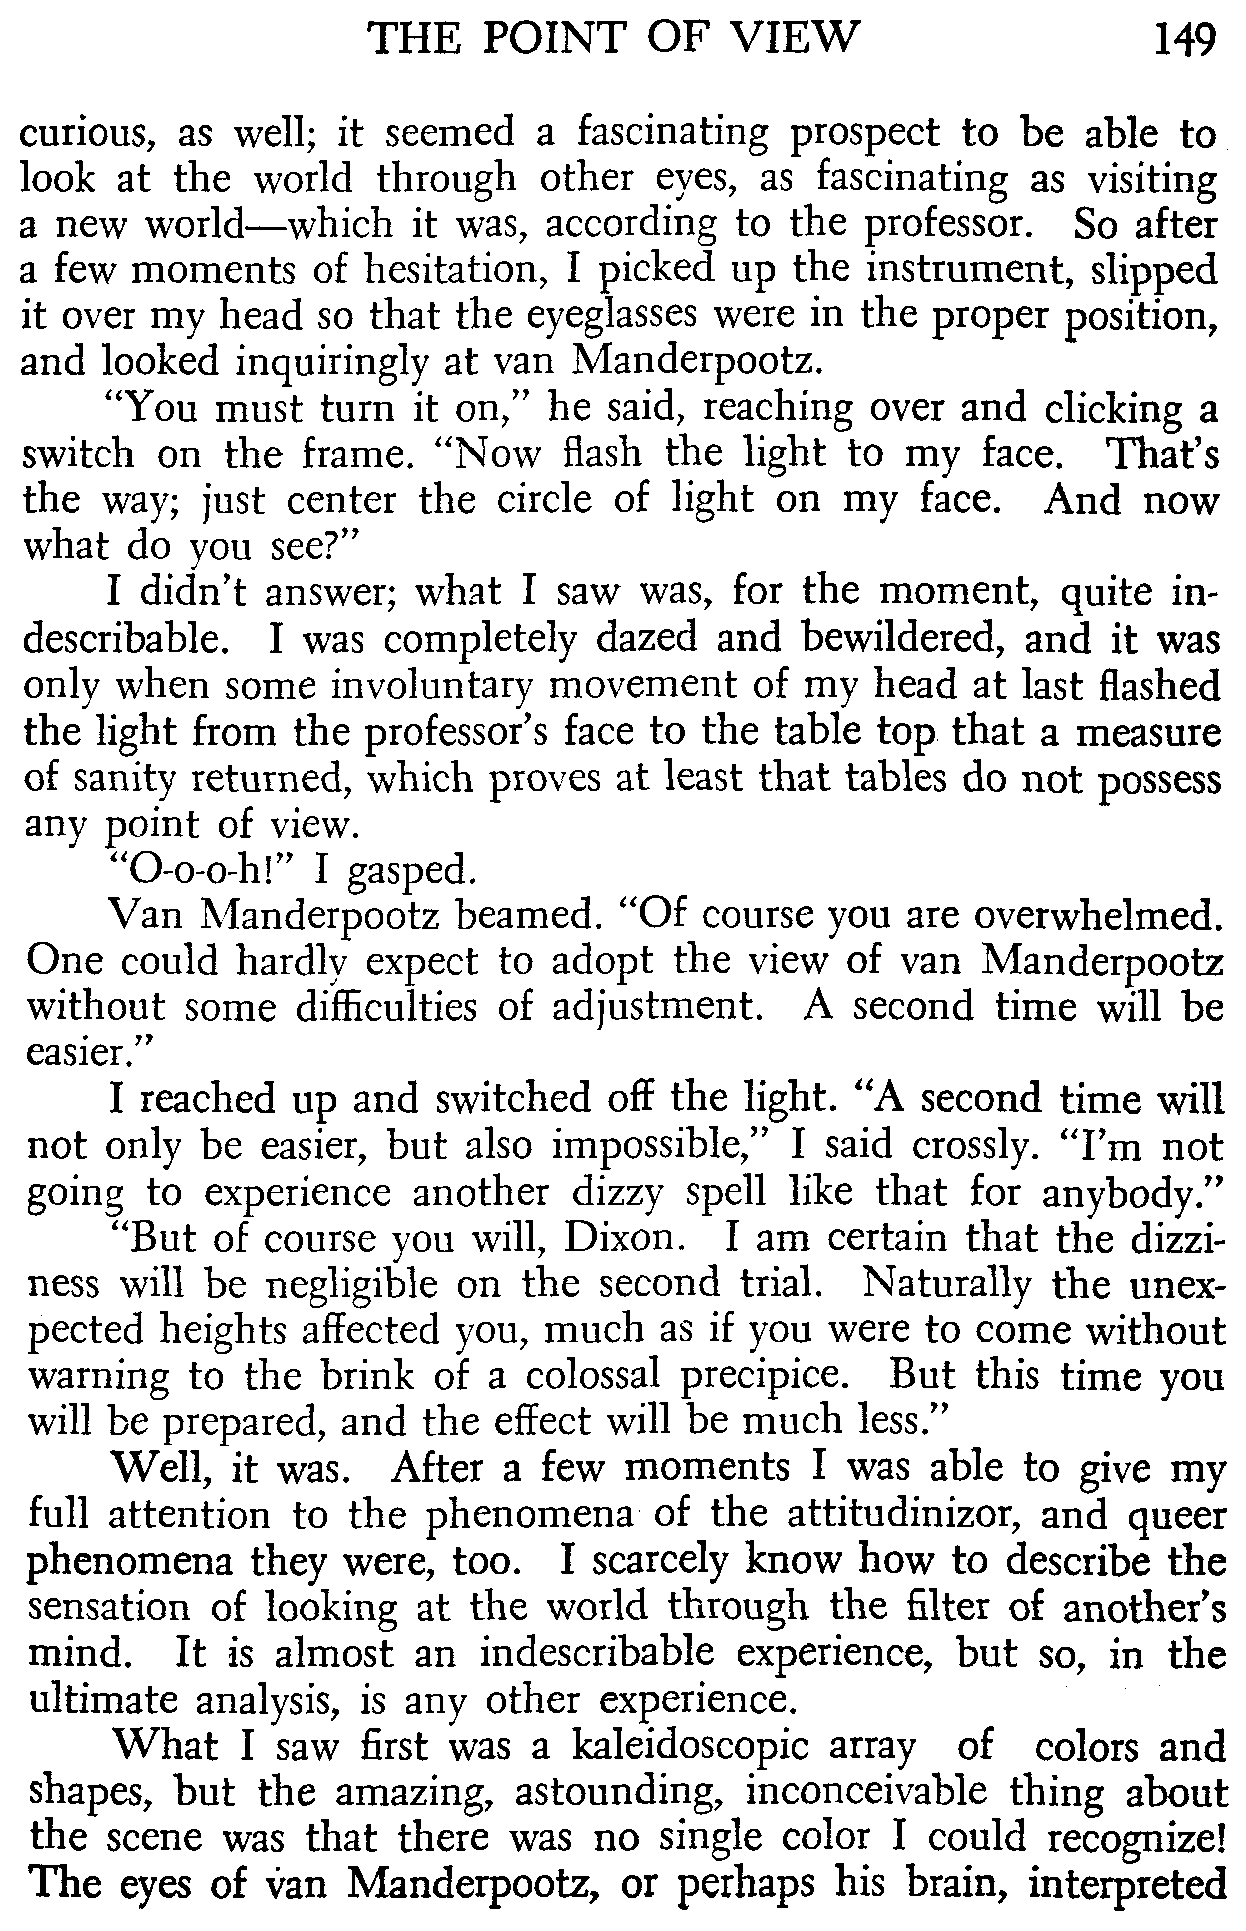 THE POINT OF VIEW 149
curious, as well; it seemed a fascinating prospect to be able to
look at the world through other eyes, as fascinating as visiting
a new world—which it was, according to the professor. So after
a few moments of hesitation, I picked up the instrument, slipped
it over my head so that the eyeglasses were in the proper position,
and looked inquiringly at van Manderpootz.
“You must turn it on,” he said, reaching over and clicking a
switch on the frame. “Now flash the light to my face. That’s
the way; just center the circle of light on my face. And now
what do you see?”
I didn’t answer; what I saw was, for the moment, quite in-
describable. I was completely dazed and bewildered, and it was
only when some involuntary movement of my head at last flashed
the light from the professor’s face to the table top that a measure
of sanity returned, which proves at least that tables do not possess
any point of view.
“O-o-o-h!” I gasped.
Van Manderpootz beamed. “Of course you are overwhelmed.
One could hardly expect to adopt the view of van Manderpootz
without some difficulties of adjustment. A second time will be
easier.”
I reached up and switched off the light. “A second time will
not only be easier, but also impossible,” I said crossly. “I’m not
going to experience another dizzy spell like that for anybody.”
“But of course you will, Dixon. I am certain that the dizzi-
ness will be negligible on the second trial. Naturally the unex-
pected heights affected you, much as if you were to come without
warning to the brink of a colossal precipice. But this time you
will be prepared, and the effect will be much less.”
Well, it was. After a few moments I was able to give my
full attention to the phenomena of the attitudinizor, and queer
phenomena they were, too. I scarcely know how to describe the
sensation of looking at the world through the filter of another’s
mind. It is almost an indescribable experience, but so, in the
ultimate analysis, is any other experience.
What I saw first was a kaleidoscopic array of colors and
shapes, but the amazing, astounding, inconceivable thing about
the scene was that there was no single color I could recognize!
The eyes of van Manderpootz, or perhaps his brain, interpreted